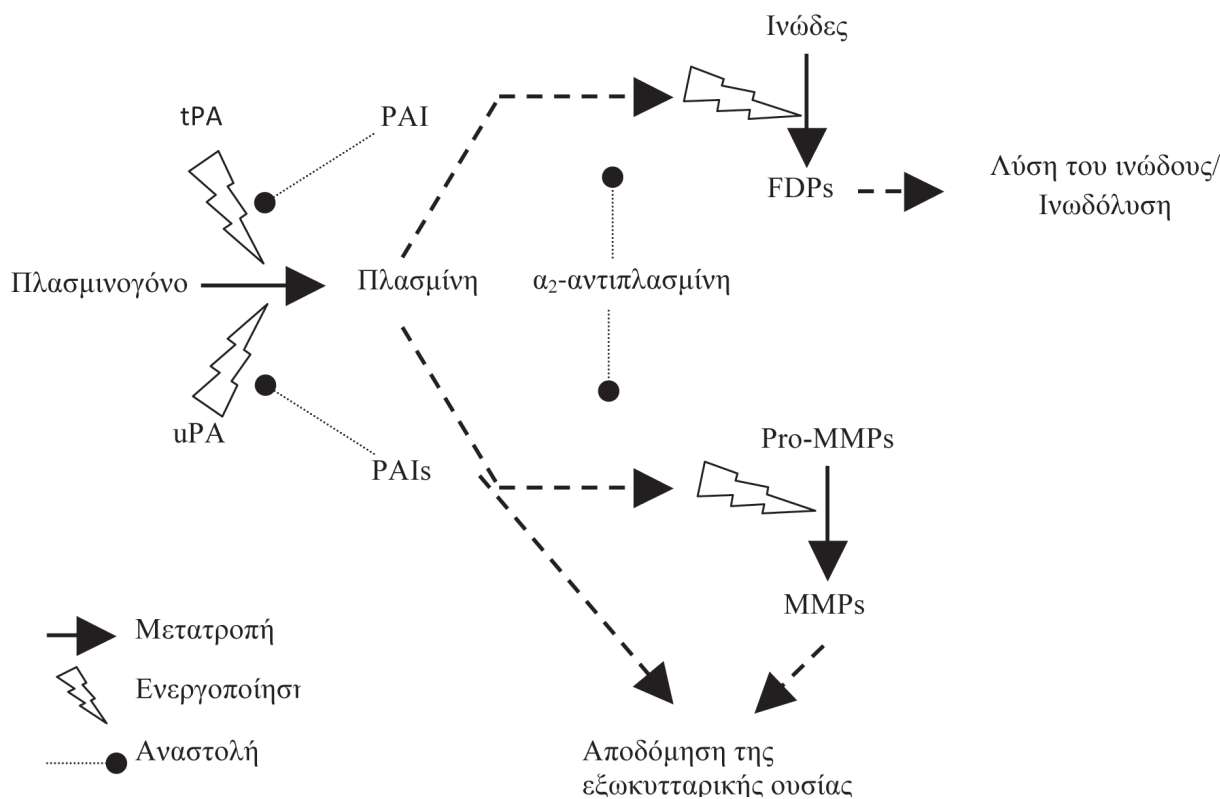 Ινώδες
tPA
PAI
FDPs
Λύση του ινώδους/
Ινωδόλυση
Πλασμινογόνο
Πλασμίνη
α₂-αντιπλασμίνη
uPA
PAIs
Pro-MMPs
MMPs
Μετατροπή
Ενεργοποίησι
Αναστολή
Αποδόμηση της
εξωκυτταρικής ουσίας